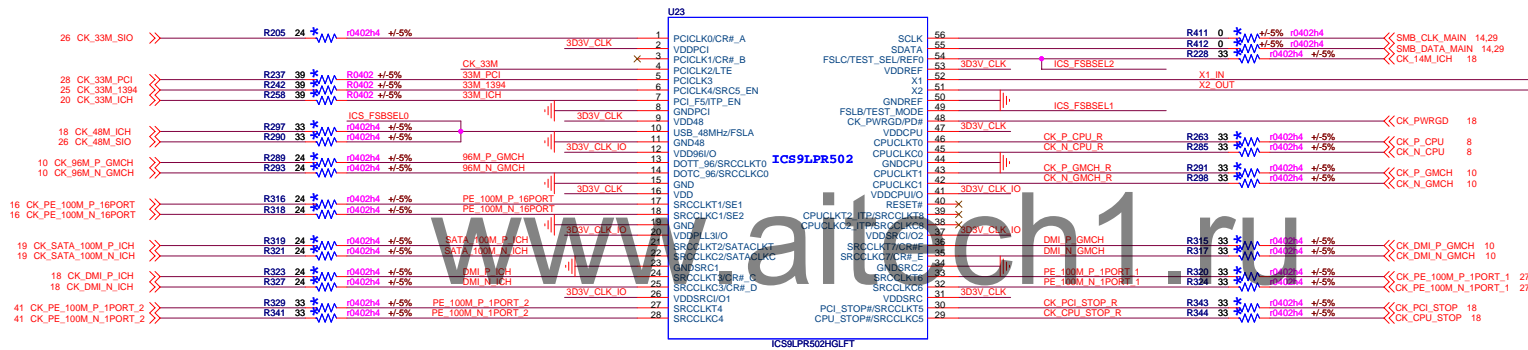 U23
26 CK_33M_SIO R205 24 * r0402h4 +/-5% 1 PCICLK0/CR#_A
3D3V_CLK 2 VDDPCI
3 PCICLK1/CR#_B
CK_33M 4 PCICLK2/LTE
28 CK_33M_PCI R237 39 * R0402 +/-5% 33M_PCI 5 PCICLK3
25 CK_33M_1394 R242 39 * R0402 +/-5% 33M_1394 6 PCICLK4/SRC5_EN
20 CK_33M_ICH R258 39 * R0402 +/-5% 33M_ICH 7 PCI_F5/ITP_EN
8 GNDPCI
ICS_FSBSEL0 3D3V_CLK 9 VDD48
18 CK_48M_ICH R297 33 * r0402h4 +/-5% 10 USB_48MHz/FSLA
26 CK_48M_SIO R290 33 * r0402h4 +/-5% 11 GND48
3D3V_CLK_IO 12 VDD96I/O
10 CK_96M_P_GMCH R289 24 * r0402h4 +/-5% 96M_P_GMCH 13 DOTT_96/SRCCLKT0
10 CK_96M_N_GMCH R293 24 * r0402h4 +/-5% 96M_N_GMCH 14 DOTC_96/SRCCLKC0
15 GND
3D3V_CLK 16 VDD
16 CK_PE_100M_P_16PORT R316 24 * r0402h4 +/-5% PE_100M_P_16PORT 17 SRCCLKT1/SE1
16 CK_PE_100M_N_16PORT R318 24 * r0402h4 +/-5% PE_100M_N_16PORT 18 SRCCLKC1/SE2
19 GND
3D3V_CLK_IO 20 VDDPLL3I/O
19 CK_SATA_100M_P_ICH R319 24 * r0402h4 +/-5% SATA_100M_P_ICH 21 SRCCLKT2/SATACLKT
19 CK_SATA_100M_N_ICH R321 24 * r0402h4 +/-5% SATA_100M_N_ICH 22 SRCCLKC2/SATACLKC
23 GNDSRC1
18 CK_DMI_P_ICH R323 24 * r0402h4 +/-5% DMI_P_ICH 24 SRCCLKT3/CR#_C
18 CK_DMI_N_ICH R327 24 * r0402h4 +/-5% DMI_N_ICH 25 SRCCLKC3/CR#_D
3D3V_CLK_IO 26 VDDSRCI/O1
41 CK_PE_100M_P_1PORT_2 R329 33 * r0402h4 +/-5% PE_100M_P_1PORT_2 27 SRCCLKT4
41 CK_PE_100M_N_1PORT_2 R341 33 * r0402h4 +/-5% PE_100M_N_1PORT_2 28 SRCCLKC4
ICS9LPR502
SCLK 56 R411 0 * +/-5% r0402h4 SMB_CLK_MAIN 14,29
SDATA 55 R412 0 * +/-5% r0402h4 SMB_DATA_MAIN 14,29
FSLC/TEST_SEL/REF0 54 R228 33 * r0402h4 +/-5% CK_14M_ICH 18
VDDREF 53 3D3V_CLK ICS_FSBSEL2
X1 52 X1_IN
X2 51 X2_OUT
GNDREF 50
FSLB/TEST_MODE 49 ICS_FSBSEL1
CK_PWRGD/PD# 48 CK_PWRGD 18
VDDCPU 47 3D3V_CLK
CPUCLKT0 46 CK_P_CPU_R R263 33 * r0402h4 +/-5% CK_P_CPU 8
CPUCLKC0 45 CK_N_CPU_R R285 33 * r0402h4 +/-5% CK_N_CPU 8
GNDCPU 44
CPUCLKT1 43 CK_P_GMCH_R R291 33 * r0402h4 +/-5% CK_P_GMCH 10
CPUCLKC1 42 CK_N_GMCH_R R298 33 * r0402h4 +/-5% CK_N_GMCH 10
VDDCPUI/O 41 3D3V_CLK_IO
RESET# 40
CPUCLKT2_ITP/SRCCLKT8 39
CPUCLKC2_ITP/SRCCLKC8 38
VDDSRCI/O2 37 3D3V_CLK_IO
SRCCLKT7/CR#F 36 DMI_P_GMCH R315 33 * r0402h4 +/-5% CK_DMI_P_GMCH 10
SRCCLKC7/CR#_E 35 DMI_N_GMCH R317 33 * r0402h4 +/-5% CK_DMI_N_GMCH 10
GNDSRC2 34
SRCCLKT6 33 PE_100M_P_1PORT_1 R320 33 * r0402h4 +/-5% CK_PE_100M_P_1PORT_1 27
SRCCLKC6 32 PE_100M_N_1PORT_1 R324 33 * r0402h4 +/-5% CK_PE_100M_N_1PORT_1 27
VDDSRC 31 3D3V_CLK
PCI_STOP#/SRCCLKT5 30 CK_PCI_STOP_R R343 33 * r0402h4 +/-5% CK_PCI_STOP 18
CPU_STOP#/SRCCLKC5 29 CK_CPU_STOP_R R344 33 * r0402h4 +/-5% CK_CPU_STOP 18
ICS9LPR502HGLFT
www.aitech1.ru